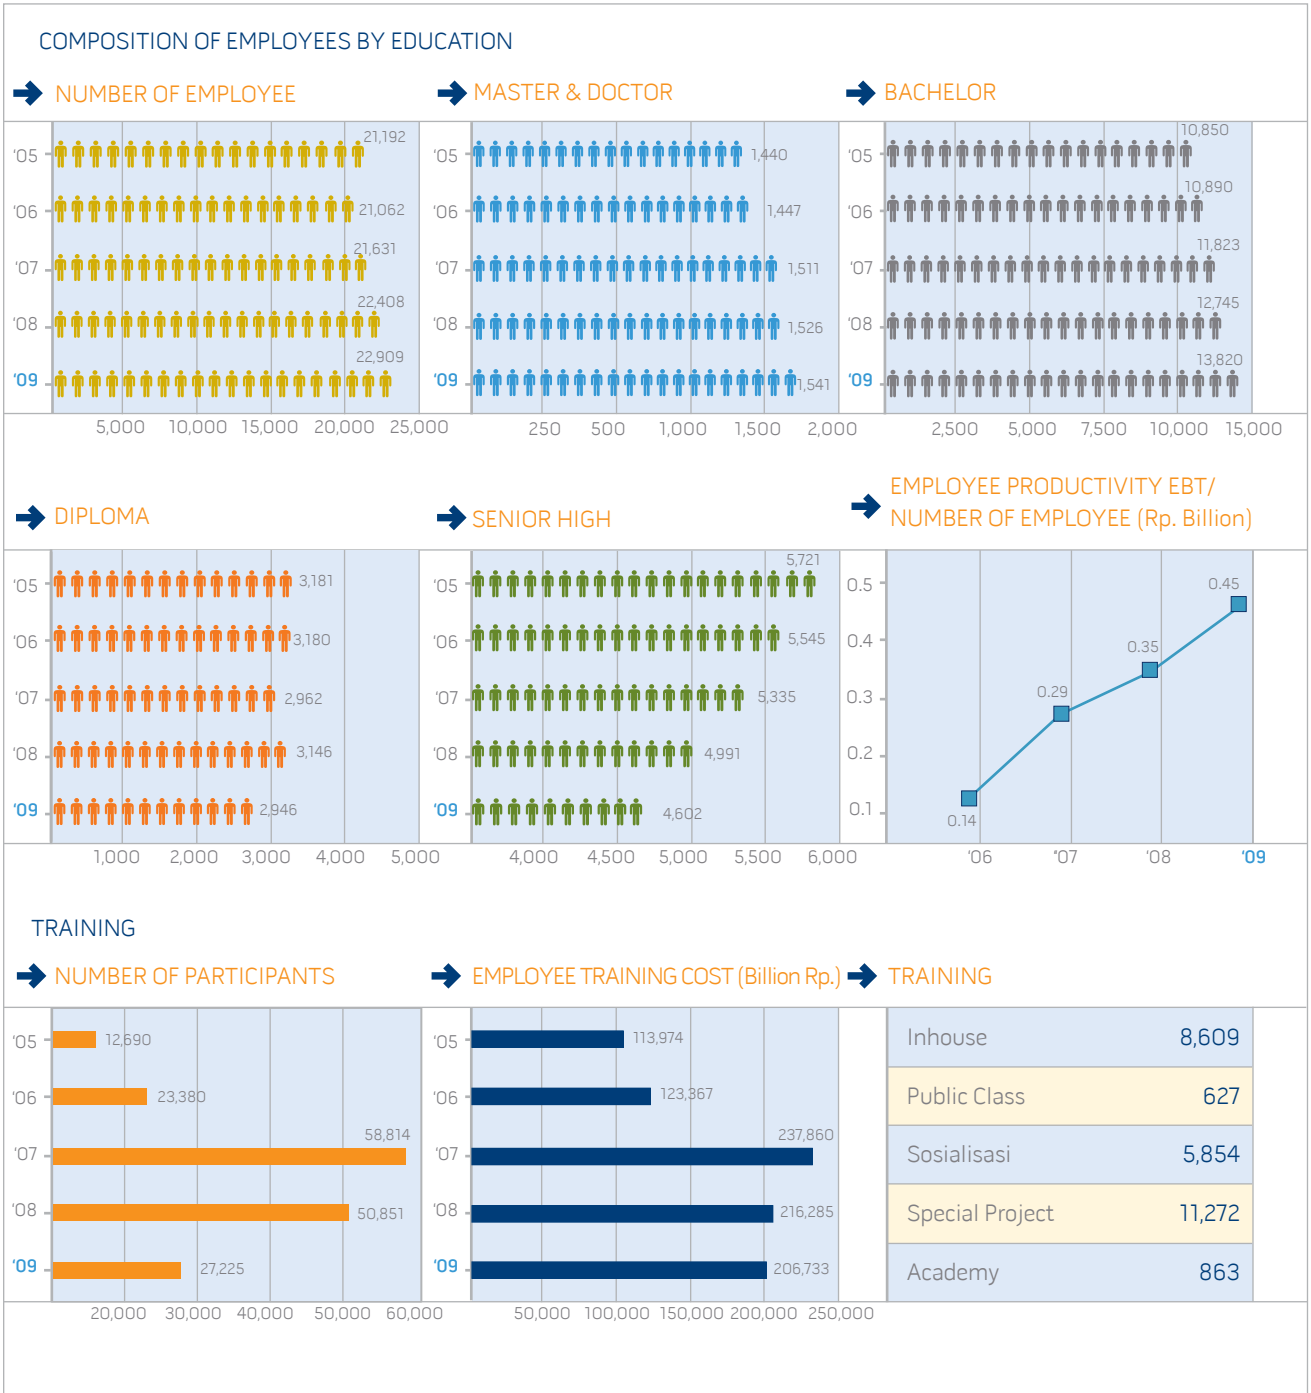 COMPOSITION OF EMPLOYEES BY EDUCATION
NUMBER OF EMPLOYEE
'05 21,192
'06 21,062
'07 21,631
'08 22,408
'09 22,909
5,000 10,000 15,000 20,000 25,000
MASTER & DOCTOR
'05 1,440
'06 1,447
'07 1,511
'08 1,526
'09 1,541
250 500 1,000 1,500 2,000
BACHELOR
'05 10,850
'06 10,890
'07 11,823
'08 12,745
'09 13,820
2,500 5,000 7,500 10,000 15,000
DIPLOMA
'05 3,181
'06 3,180
'07 2,962
'08 3,146
'09 2,946
1,000 2,000 3,000 4,000 5,000
SENIOR HIGH
'05 5,721
'06 5,545
'07 5,335
'08 4,991
'09 4,602
4,000 4,500 5,000 5,500 6,000
EMPLOYEE PRODUCTIVITY EBT/
NUMBER OF EMPLOYEE (Rp. Billion)
0.5
0.45
0.4
0.35
0.3
0.29
0.2
0.1
0.14
'06 '07 '08 '09
TRAINING
NUMBER OF PARTICIPANTS
'05 12,690
'06 23,380
'07 58,814
'08 50,851
'09 27,225
20,000 30,000 40,000 50,000 60,000
EMPLOYEE TRAINING COST (Billion Rp.)
'05 113,974
'06 123,367
'07 237,860
'08 216,285
'09 206,733
50,000 100,000 150,000 200,000 250,000
TRAINING
Inhouse 8,609
Public Class 627
Sosialisasi 5,854
Special Project 11,272
Academy 863